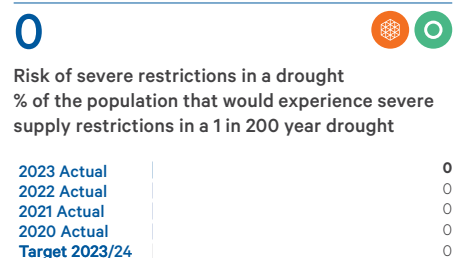 0
Risk of severe restrictions in a drought
% of the population that would experience severe
supply restrictions in a 1 in 200 year drought
2023 Actual 0
2022 Actual 0
2021 Actual 0
2020 Actual 0
Target 2023/24 0